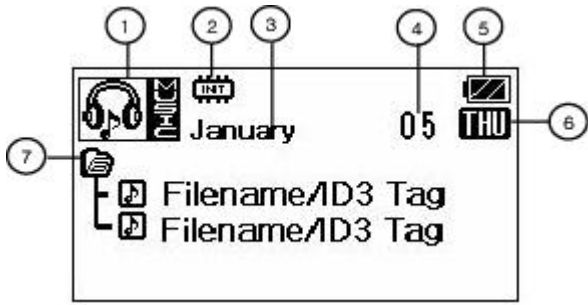 1 2 3 4 5
MUSIC INIT
January 05 THU 6
7
Filename/ID3 Tag
Filename/ID3 Tag